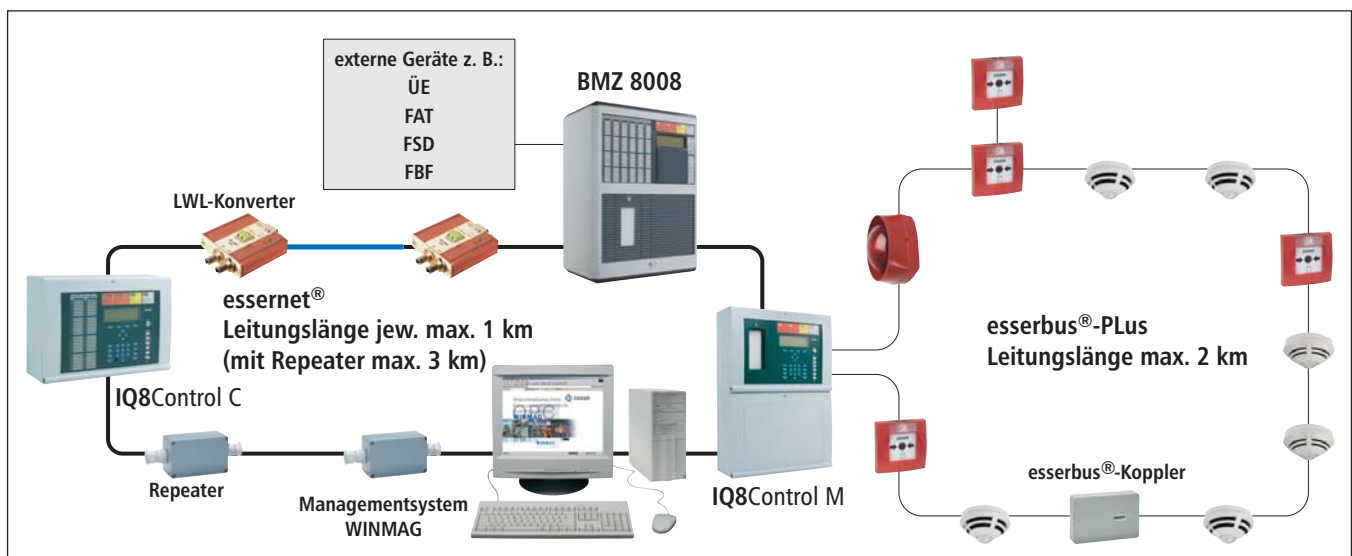 externe Geräte z. B.:
ÜE
FAT
FSD
FBF
BMZ 8008
LWL-Konverter
essernet®
Leitungslänge jew. max. 1 km
(mit Repeater max. 3 km)
IQ8Control C
Repeater
Managementsystem
WINMAG
IQ8Control M
esserbus®-PLus
Leitungslänge max. 2 km
esserbus®-Koppler